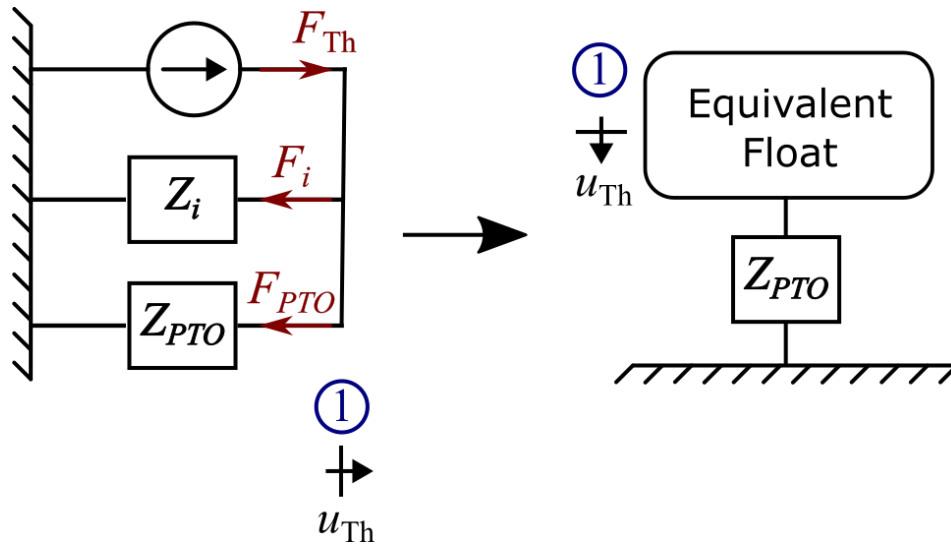 F_Th
F_i
Z_i
F_PTO
Z_PTO
1
u_Th
1
u_Th
Equivalent
Float
Z_PTO